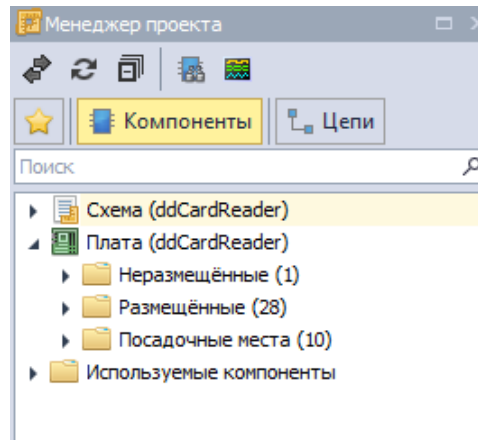 Менеджер проекта
Компоненты Цепи
Поиск
Схема (ddCardReader)
Плата (ddCardReader)
Неразмещённые (1)
Размещённые (28)
Посадочные места (10)
Используемые компоненты